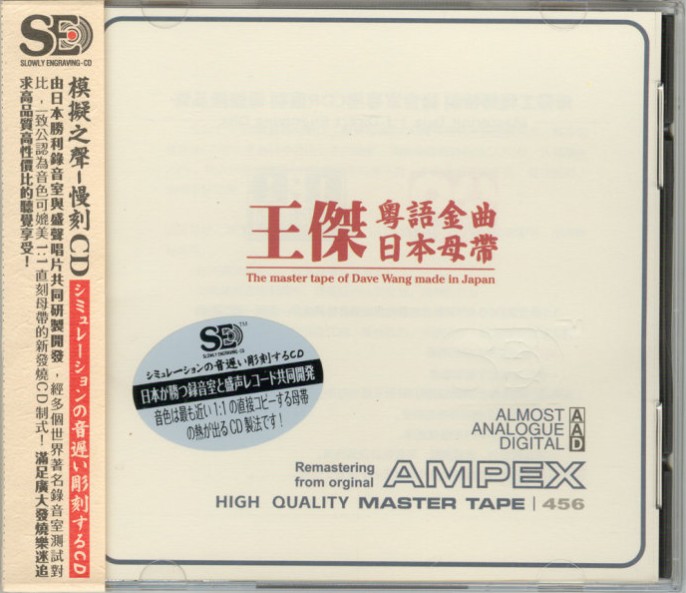 SE
SLOWLY ENGRAVING-CD
模擬之聲-慢刻CD
シミュレーションの音遅い彫刻するCD
由日本勝利錄音室與盛聲唱片共同研製開發，經多個世界著名錄音室測試對
比，一致公認為音色可媲美1:1直刻母帶的新發燒CD制式！滿足廣大發燒樂迷追
求高品質高性價比的聽覺享受！
王傑 粵語金曲
日本母帶
The master tape of Dave Wang made in Japan
SE™
SLOWLY ENGRAVING-CD
シミュレーションの音遅い彫刻するCD
日本が勝つ録音室と盛声レコード共同開発
音色は最も近い1:1の直接コピーする母帯
の熱が出るCD製法です！
ALMOST A
ANALOGUE A
DIGITAL D
Remastering
from orginal AMPEX
HIGH QUALITY MASTER TAPE | 456